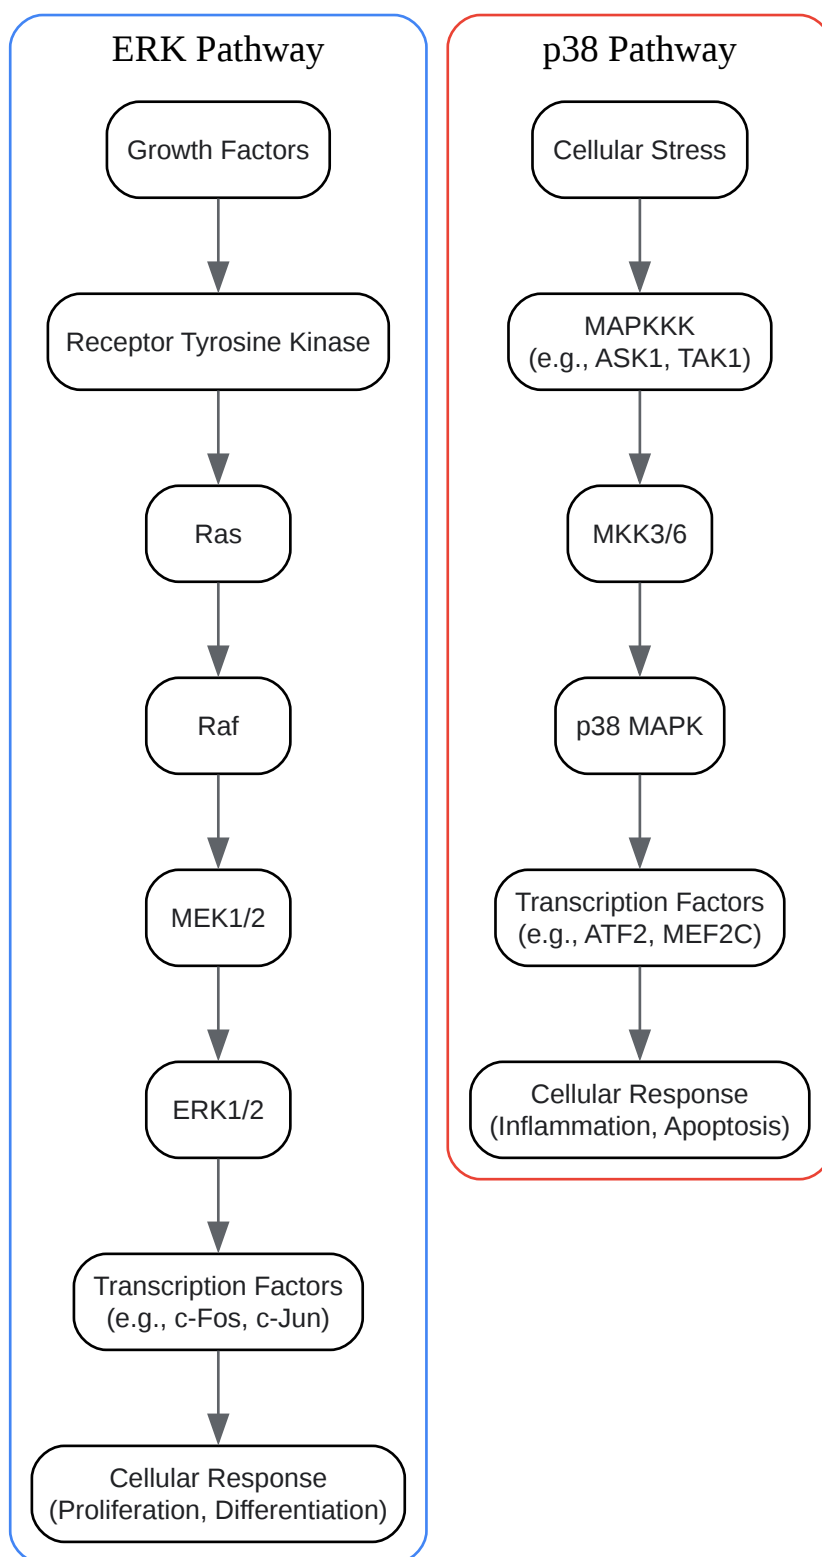 ERK Pathway
Growth Factors
Receptor Tyrosine Kinase
Ras
Raf
MEK1/2
ERK1/2
Transcription Factors
(e.g., c-Fos, c-Jun)
Cellular Response
(Proliferation, Differentiation)
p38 Pathway
Cellular Stress
MAPKKK
(e.g., ASK1, TAK1)
MKK3/6
p38 MAPK
Transcription Factors
(e.g., ATF2, MEF2C)
Cellular Response
(Inflammation, Apoptosis)